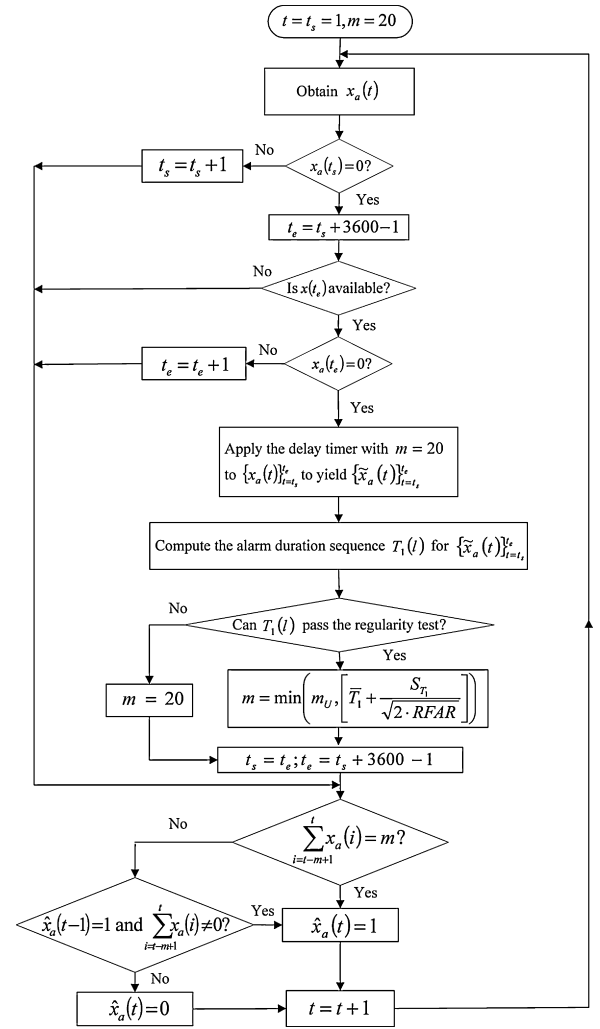 t = t_s = 1, m = 20
Obtain x_a(t)
No
t_s = t_s + 1
x_a(t_s) = 0?
Yes
t_e = t_s + 3600 − 1
No
Is x(t_e) available?
Yes
No
t_e = t_e + 1
x_a(t_e) = 0?
Yes
Apply the delay timer with m = 20
to {x_a(t)}_{t=t_s}^{t_e} to yield {x̃_a(t)}_{t=t_s}^{t_e}
Compute the alarm duration sequence T_1(l) for {x̃_a(t)}_{t=t_s}^{t_e}
No
Can T_1(l) pass the regularity test?
Yes
m = 20
m = min(m_U, [T̄_1 + S_{T_1} / √(2 · RFAR)])
t_s = t_e; t_e = t_s + 3600 − 1
No
∑_{i=t−m+1}^{t} x_a(i) = m?
Yes
x̂_a(t−1) = 1 and ∑_{i=t−m+1}^{t} x_a(i) ≠ 0?
Yes
x̂_a(t) = 1
No
x̂_a(t) = 0
t = t + 1